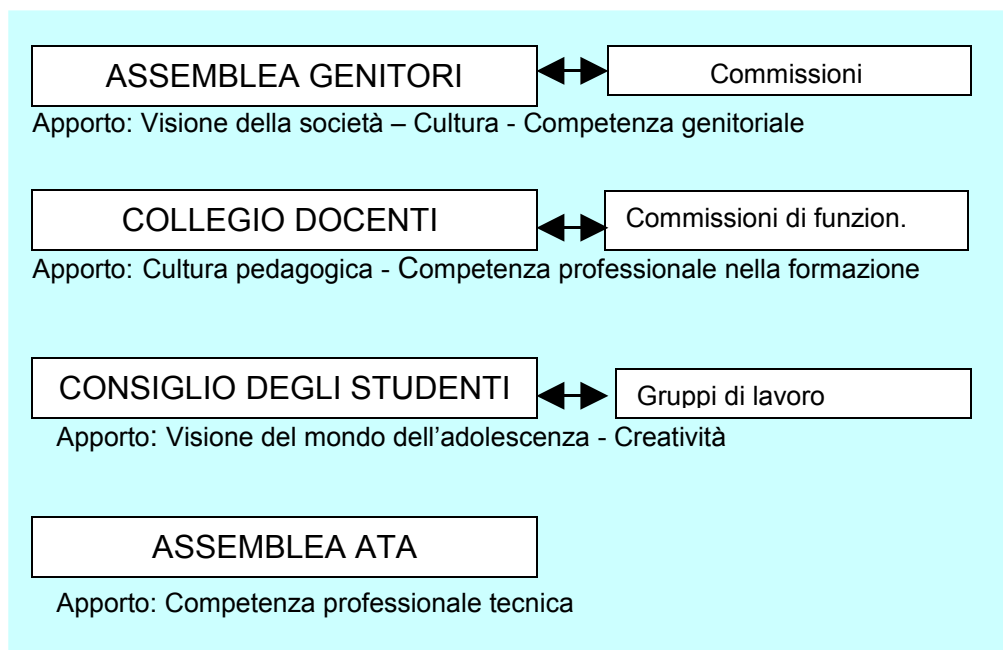 ASSEMBLEA GENITORI
Commissioni
Apporto: Visione della società – Cultura - Competenza genitoriale
COLLEGIO DOCENTI
Commissioni di funzion.
Apporto: Cultura pedagogica - Competenza professionale nella formazione
CONSIGLIO DEGLI STUDENTI
Gruppi di lavoro
Apporto: Visione del mondo dell’adolescenza - Creatività
ASSEMBLEA ATA
Apporto: Competenza professionale tecnica